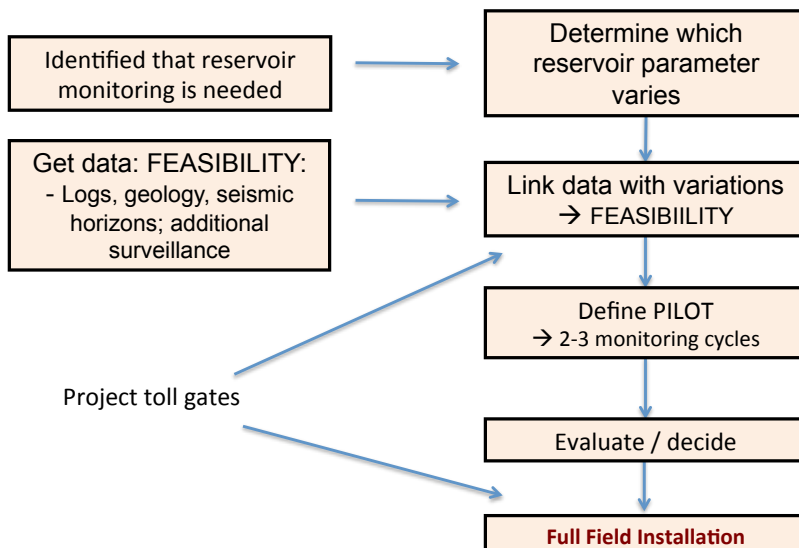 Identified that reservoir
monitoring is needed
Determine which
reservoir parameter
varies
Get data: FEASIBILITY:
- Logs, geology, seismic
horizons; additional
surveillance
Link data with variations
→ FEASIBIILITY
Define PILOT
→ 2-3 monitoring cycles
Project toll gates
Evaluate / decide
Full Field Installation